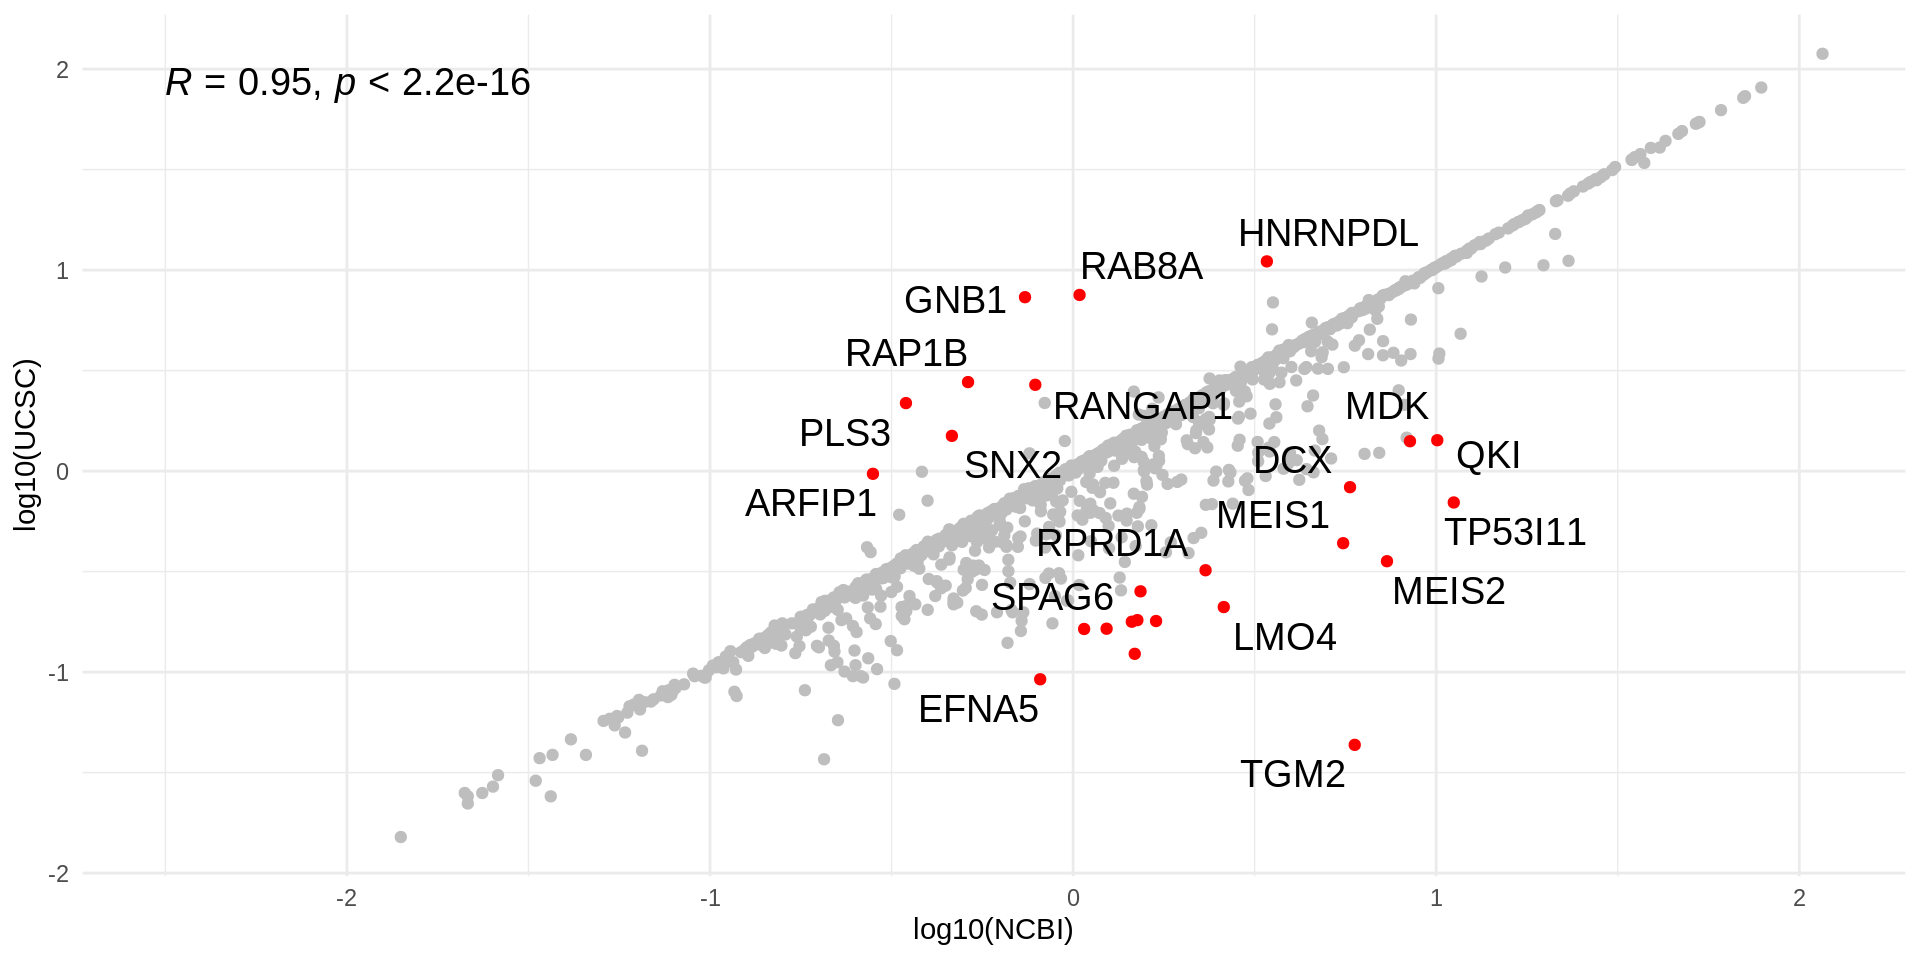 R = 0.95, p < 2.2e-16
HNRNPDL
RAB8A
GNB1
RAP1B
RANGAP1
MDK
PLS3
SNX2
DCX
QKI
ARFIP1
MEIS1
TP53I11
RPRD1A
SPAG6
MEIS2
LMO4
EFNA5
TGM2
2
1
0
-1
-2
log10(UCSC)
-2 -1 0 1 2
log10(NCBI)